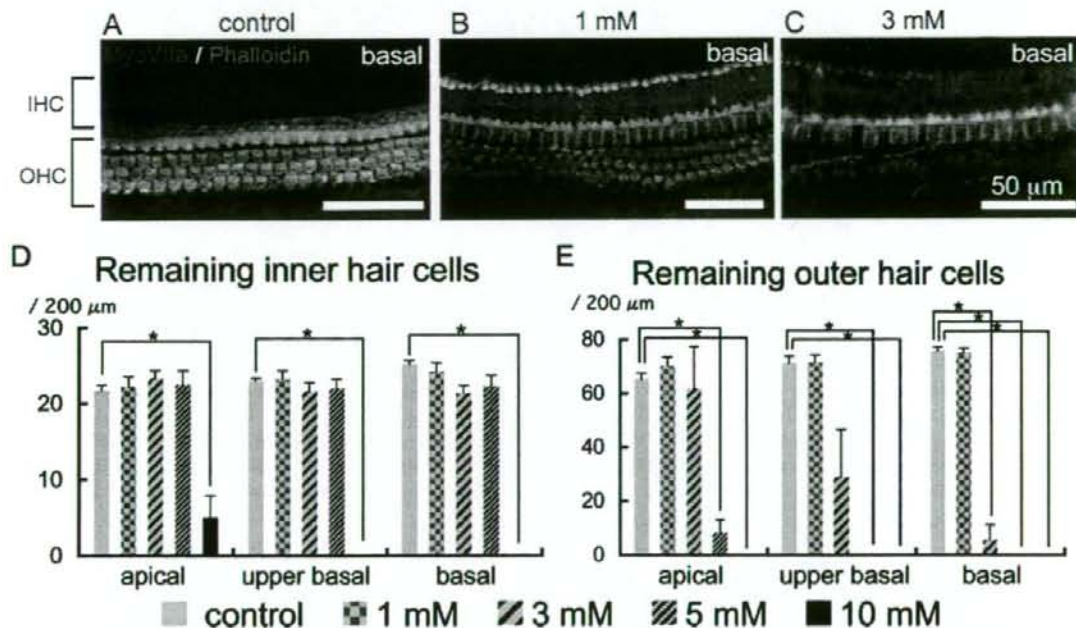 A control B 1 mM C 3 mM
/ Phalloidin basal basal basal
IHC
OHC
50 μm
D Remaining inner hair cells
/ 200 μm
30
20
10
0
apical upper basal basal
* * *
E Remaining outer hair cells
/ 200 μm
80
60
40
20
0
apical upper basal basal
* * * * * * *
control 1 mM 3 mM 5 mM 10 mM